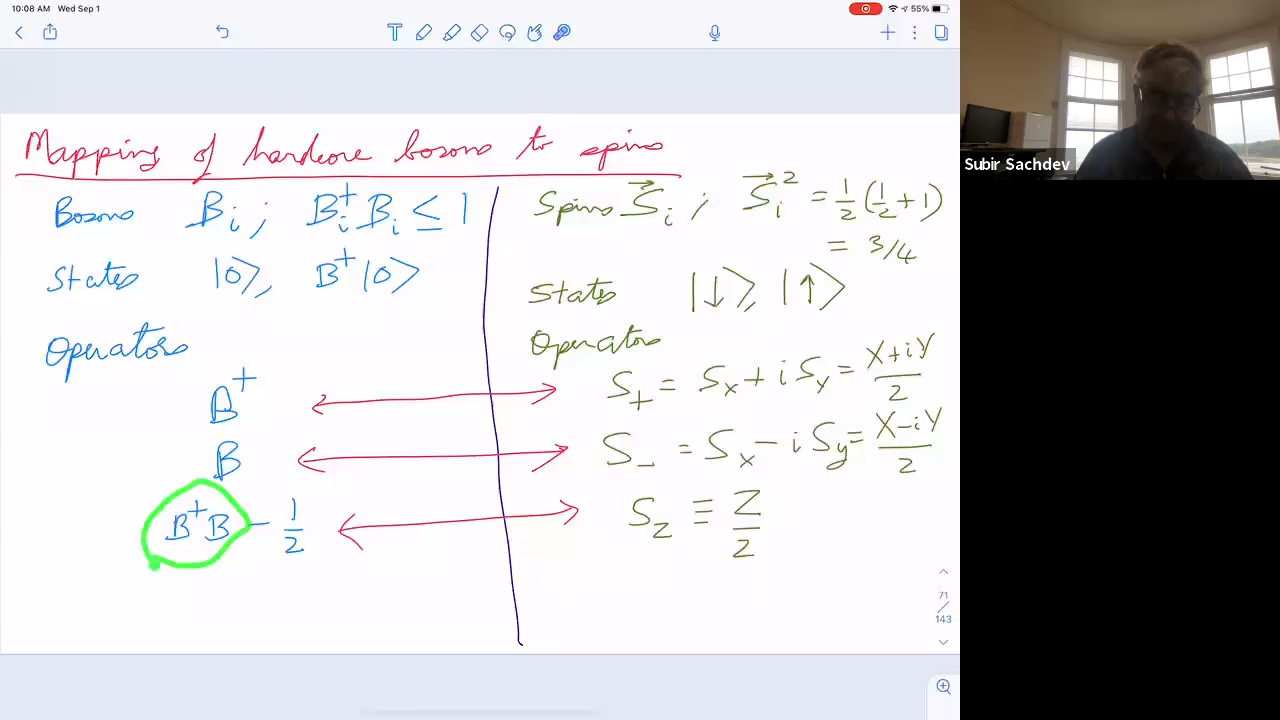 10:08 AM Wed Sep 1
55%
Mapping of hardcore bosons to spins
Bosons B_i ; B_i^+ B_i ≤ 1
States |0>, B^+|0>
Operators
B^+
B
B^+B - 1/2
Spins S⃗_i ; S⃗_i^2 = 1/2 (1/2 + 1)
= 3/4
States |↓>, |↑>
Operators
S_+ = S_x + i S_y = X+iY/2
S_- = S_x - i S_y = X-iY/2
S_z ≡ Z/2
71
/
143
Subir Sachdev